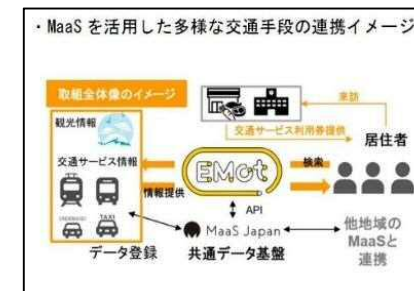 ・MaaS を活用した多様な交通手段の連携イメージ
取組全体像のイメージ
観光情報
交通サービス情報
データ登録
情報提供
来訪
交通サービス利用券提供
EMot
検索
居住者
API
MaaS Japan
共通データ基盤
他地域の
MaaSと
連携
TAXI